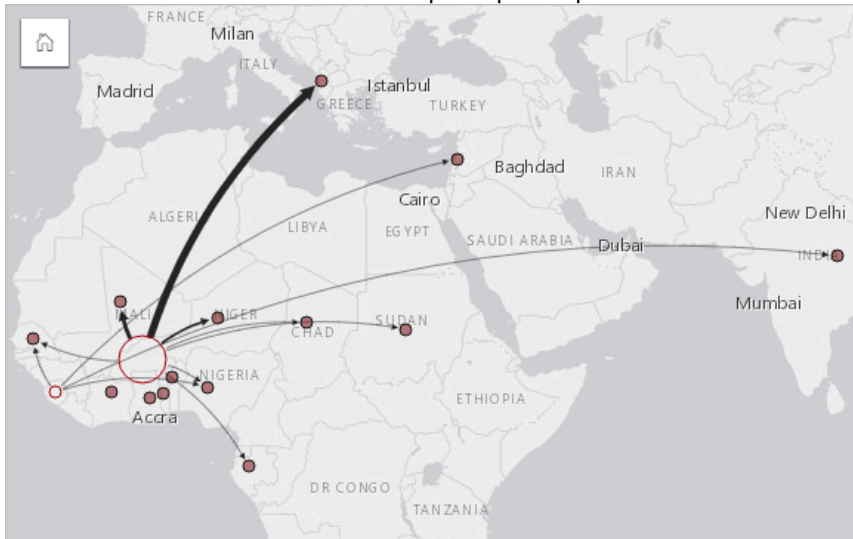 FRANCE
Milan
ITALY
Madrid
Istanbul
GREECE
TURKEY
Baghdad
IRAN
Cairo
New Delhi
ALGERI
LIBYA
EGYPT
SAUDI ARABIA
Dubai
INDIA
Mumbai
MALI
NIGER
CHAD
SUDAN
NIGERIA
ETHIOPIA
Accra
DR CONGO
TANZANIA